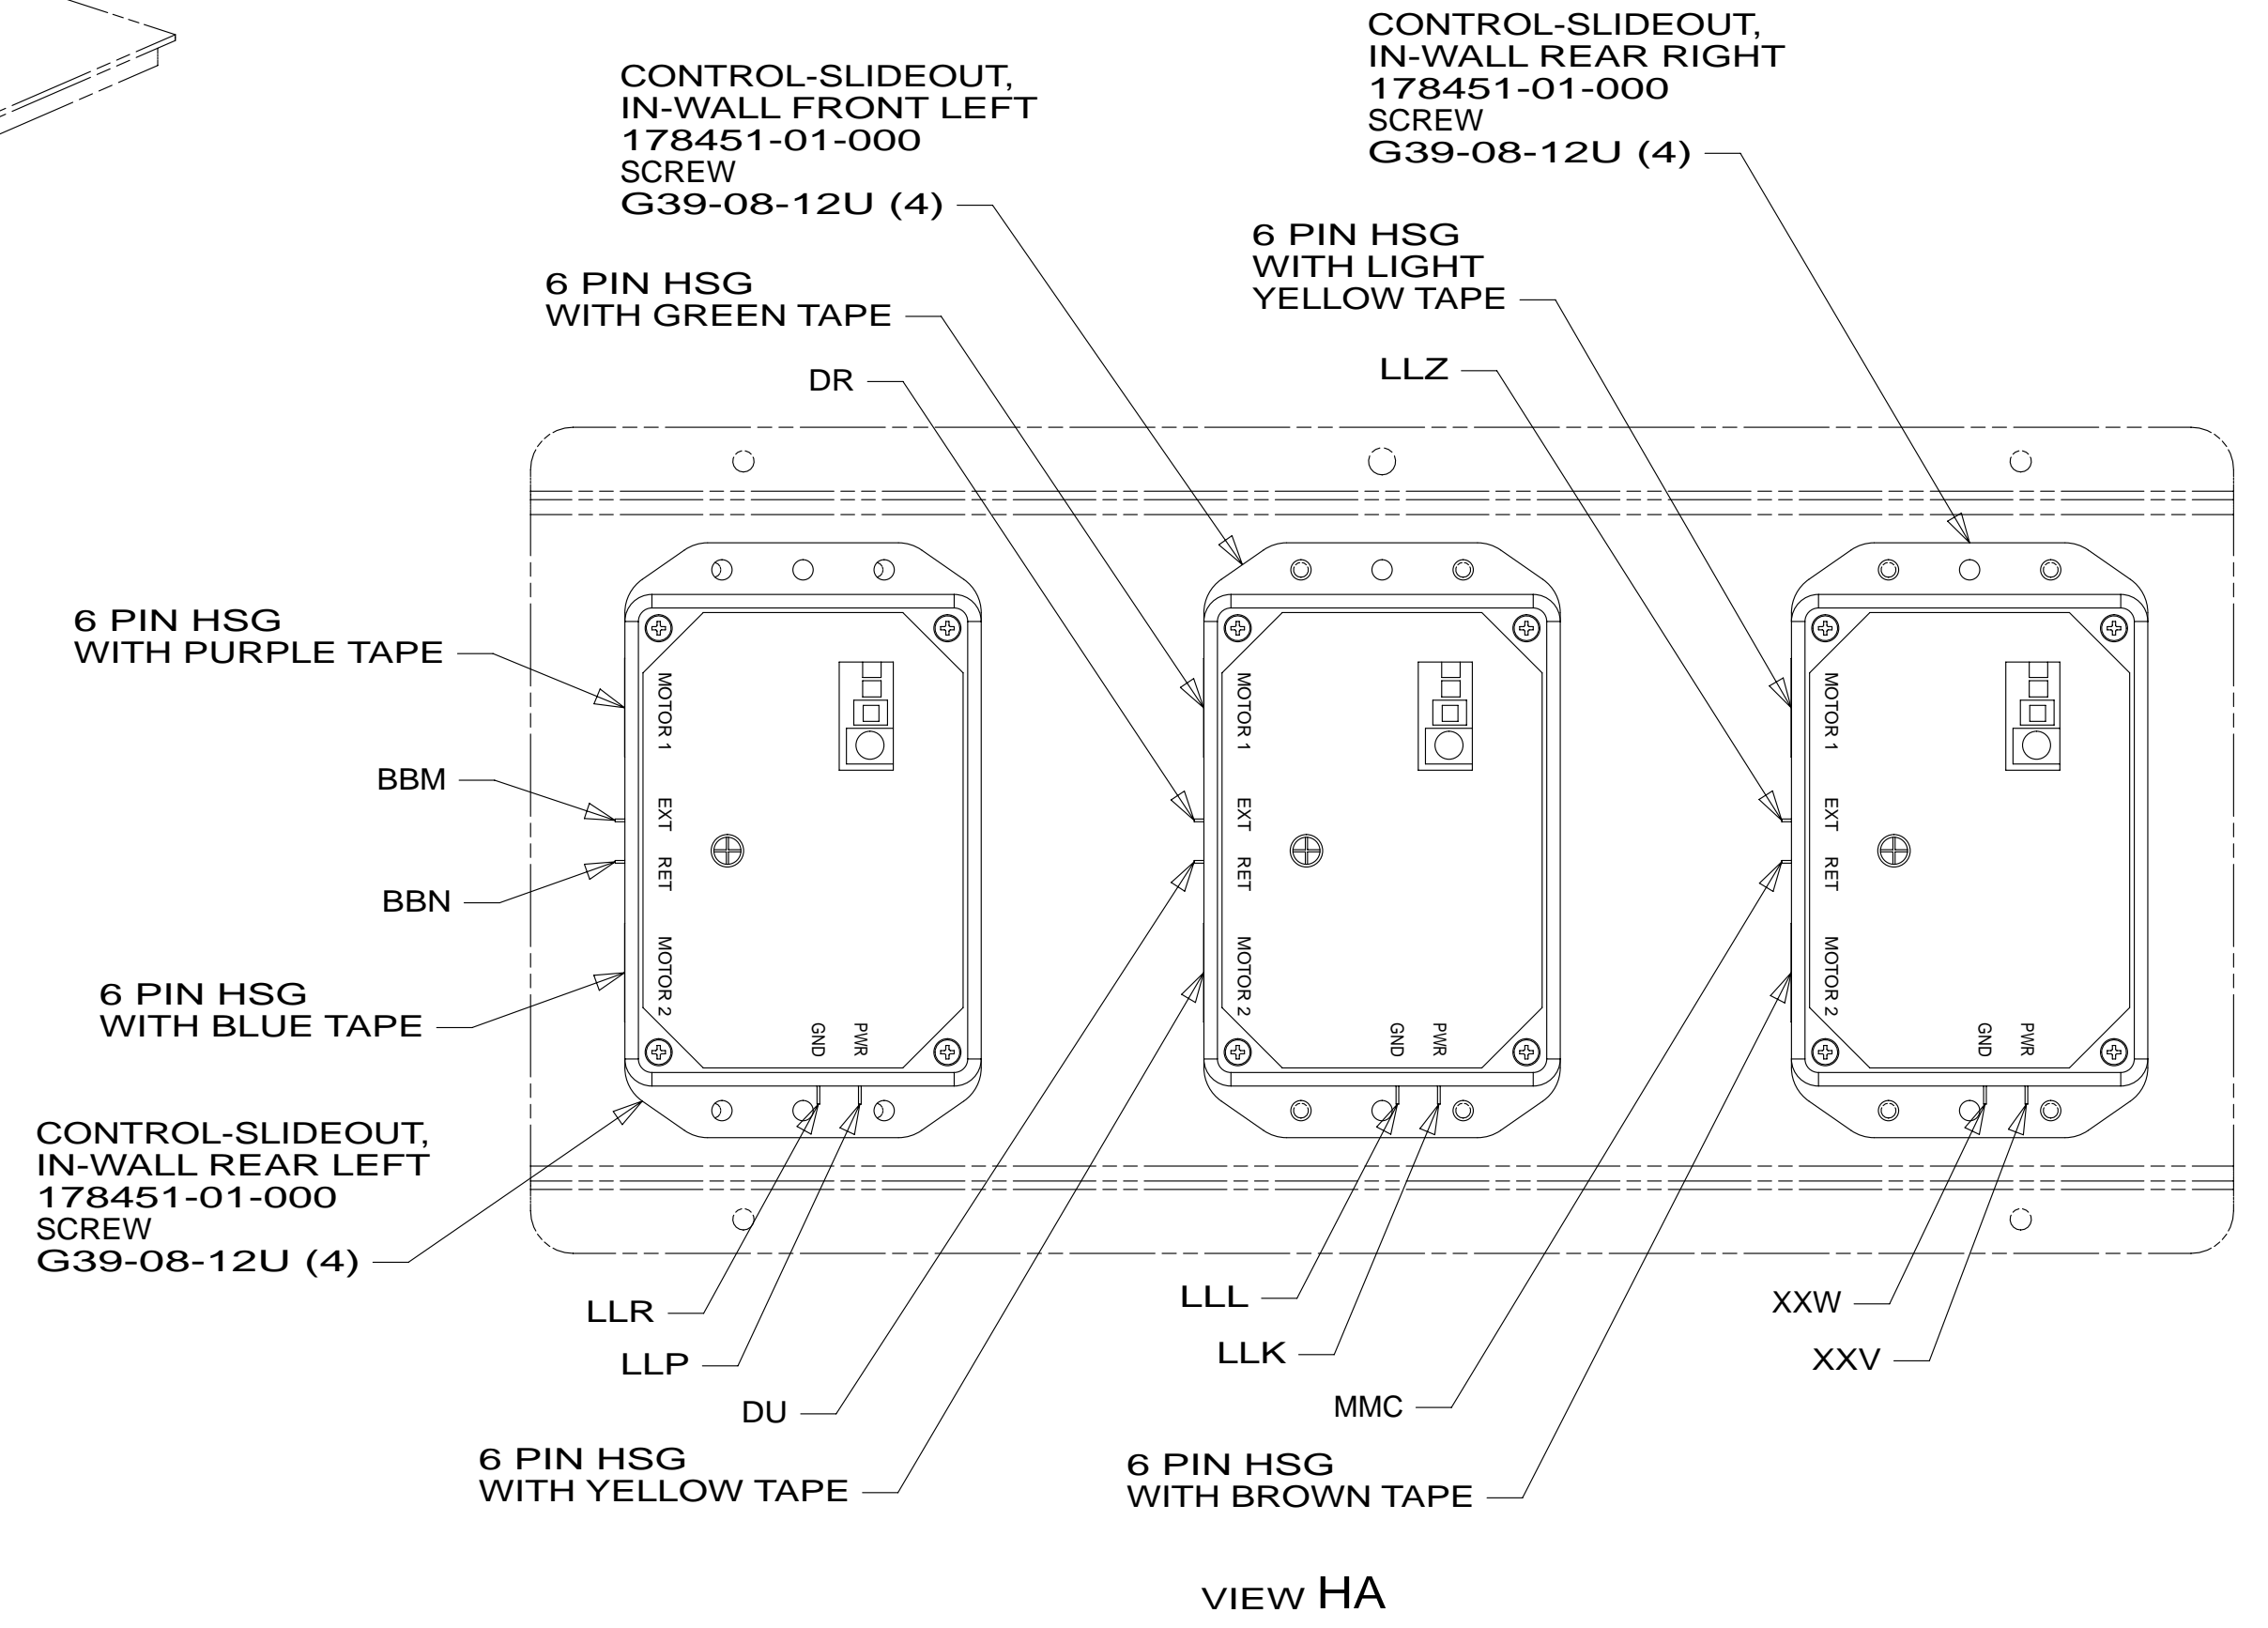 CONTROL-SLIDEOUT,
IN-WALL FRONT LEFT
178451-01-000
SCREW
G39-08-12U (4)
CONTROL-SLIDEOUT,
IN-WALL REAR RIGHT
178451-01-000
SCREW
G39-08-12U (4)
6 PIN HSG
WITH GREEN TAPE
6 PIN HSG
WITH LIGHT
YELLOW TAPE
DR
LLZ
6 PIN HSG
WITH PURPLE TAPE
BBM
BBN
6 PIN HSG
WITH BLUE TAPE
CONTROL-SLIDEOUT,
IN-WALL REAR LEFT
178451-01-000
SCREW
G39-08-12U (4)
MOTOR 1
EXT
RET
MOTOR 2
GND
PWR
MOTOR 1
EXT
RET
MOTOR 2
GND
PWR
MOTOR 1
EXT
RET
MOTOR 2
GND
PWR
LLR
LLP
DU
6 PIN HSG
WITH YELLOW TAPE
LLL
LLK
MMC
6 PIN HSG
WITH BROWN TAPE
XXW
XXV
VIEW HA